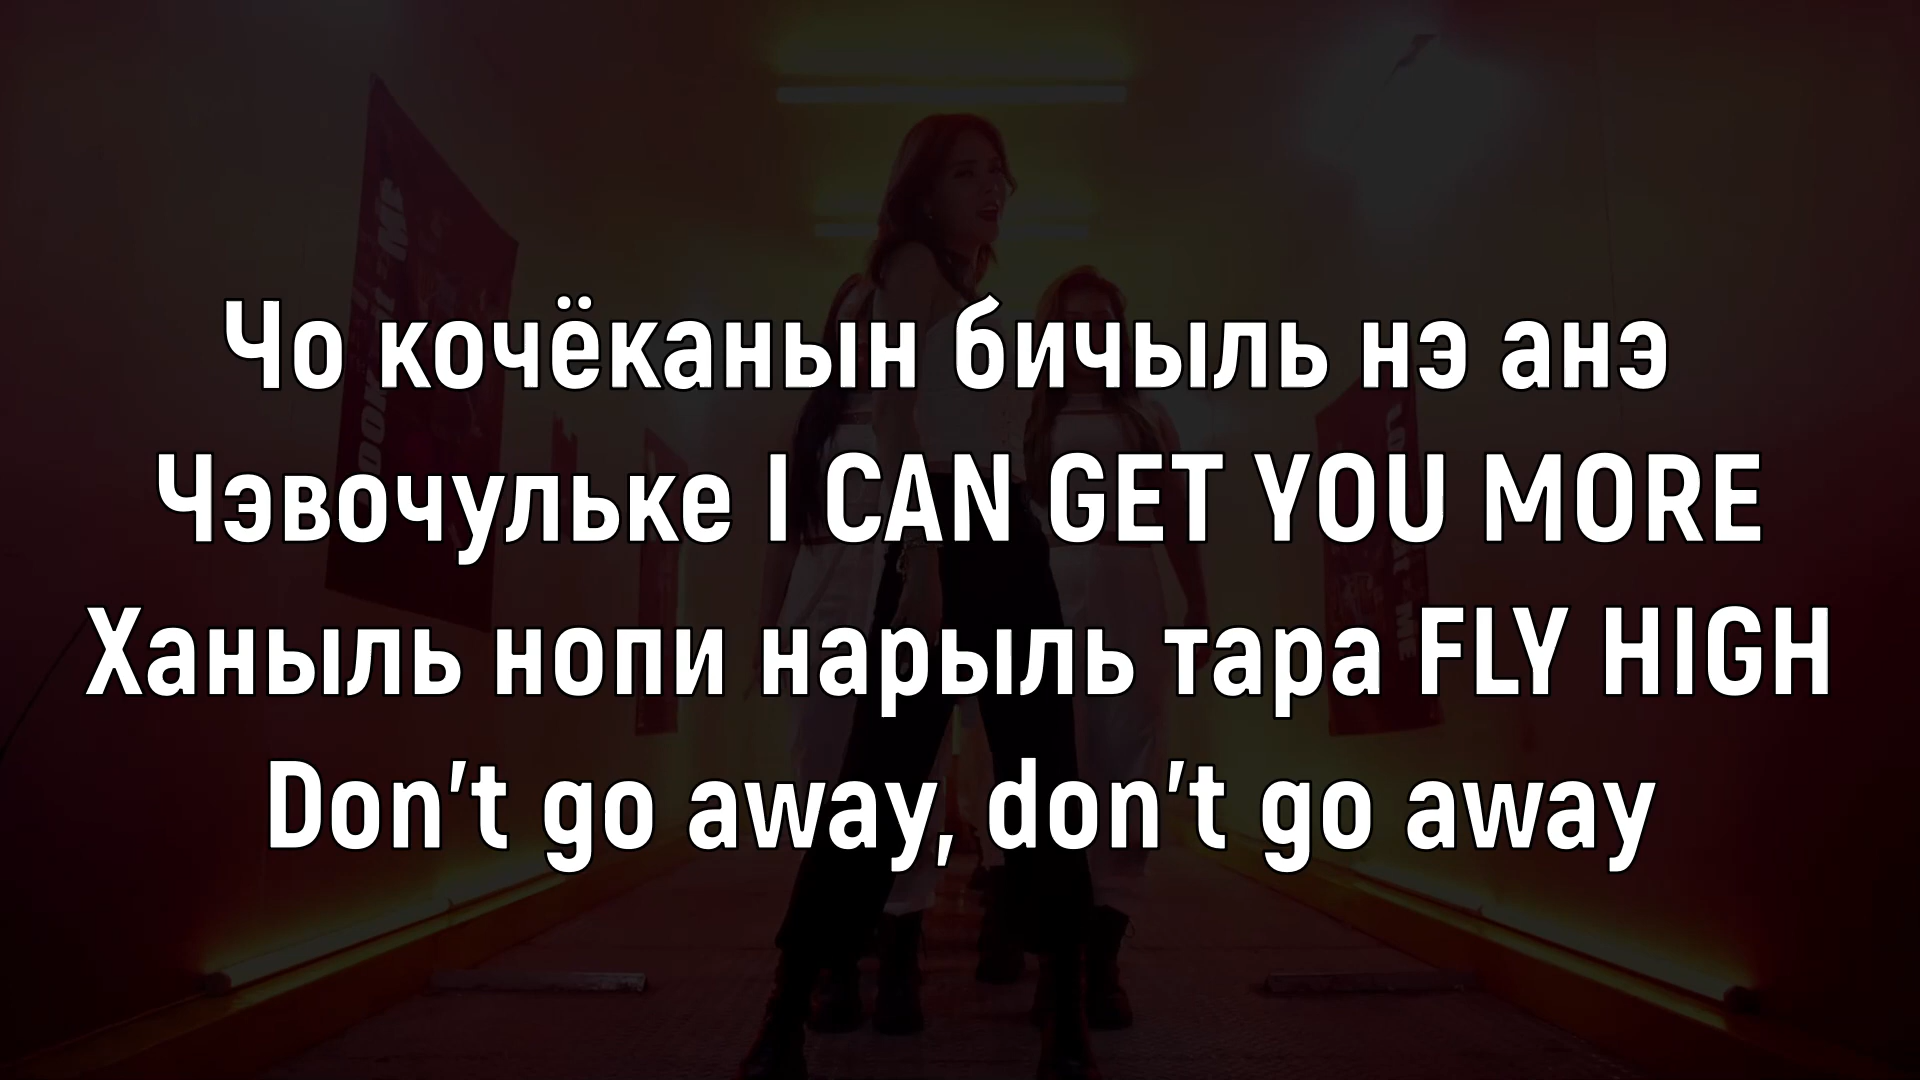 Чо кочёканын бичыль нэ анэ
Чэвочульке I CAN GET YOU MORE
Ханыль нопи нарыль тара FLY HIGH
Don't go away, don't go away